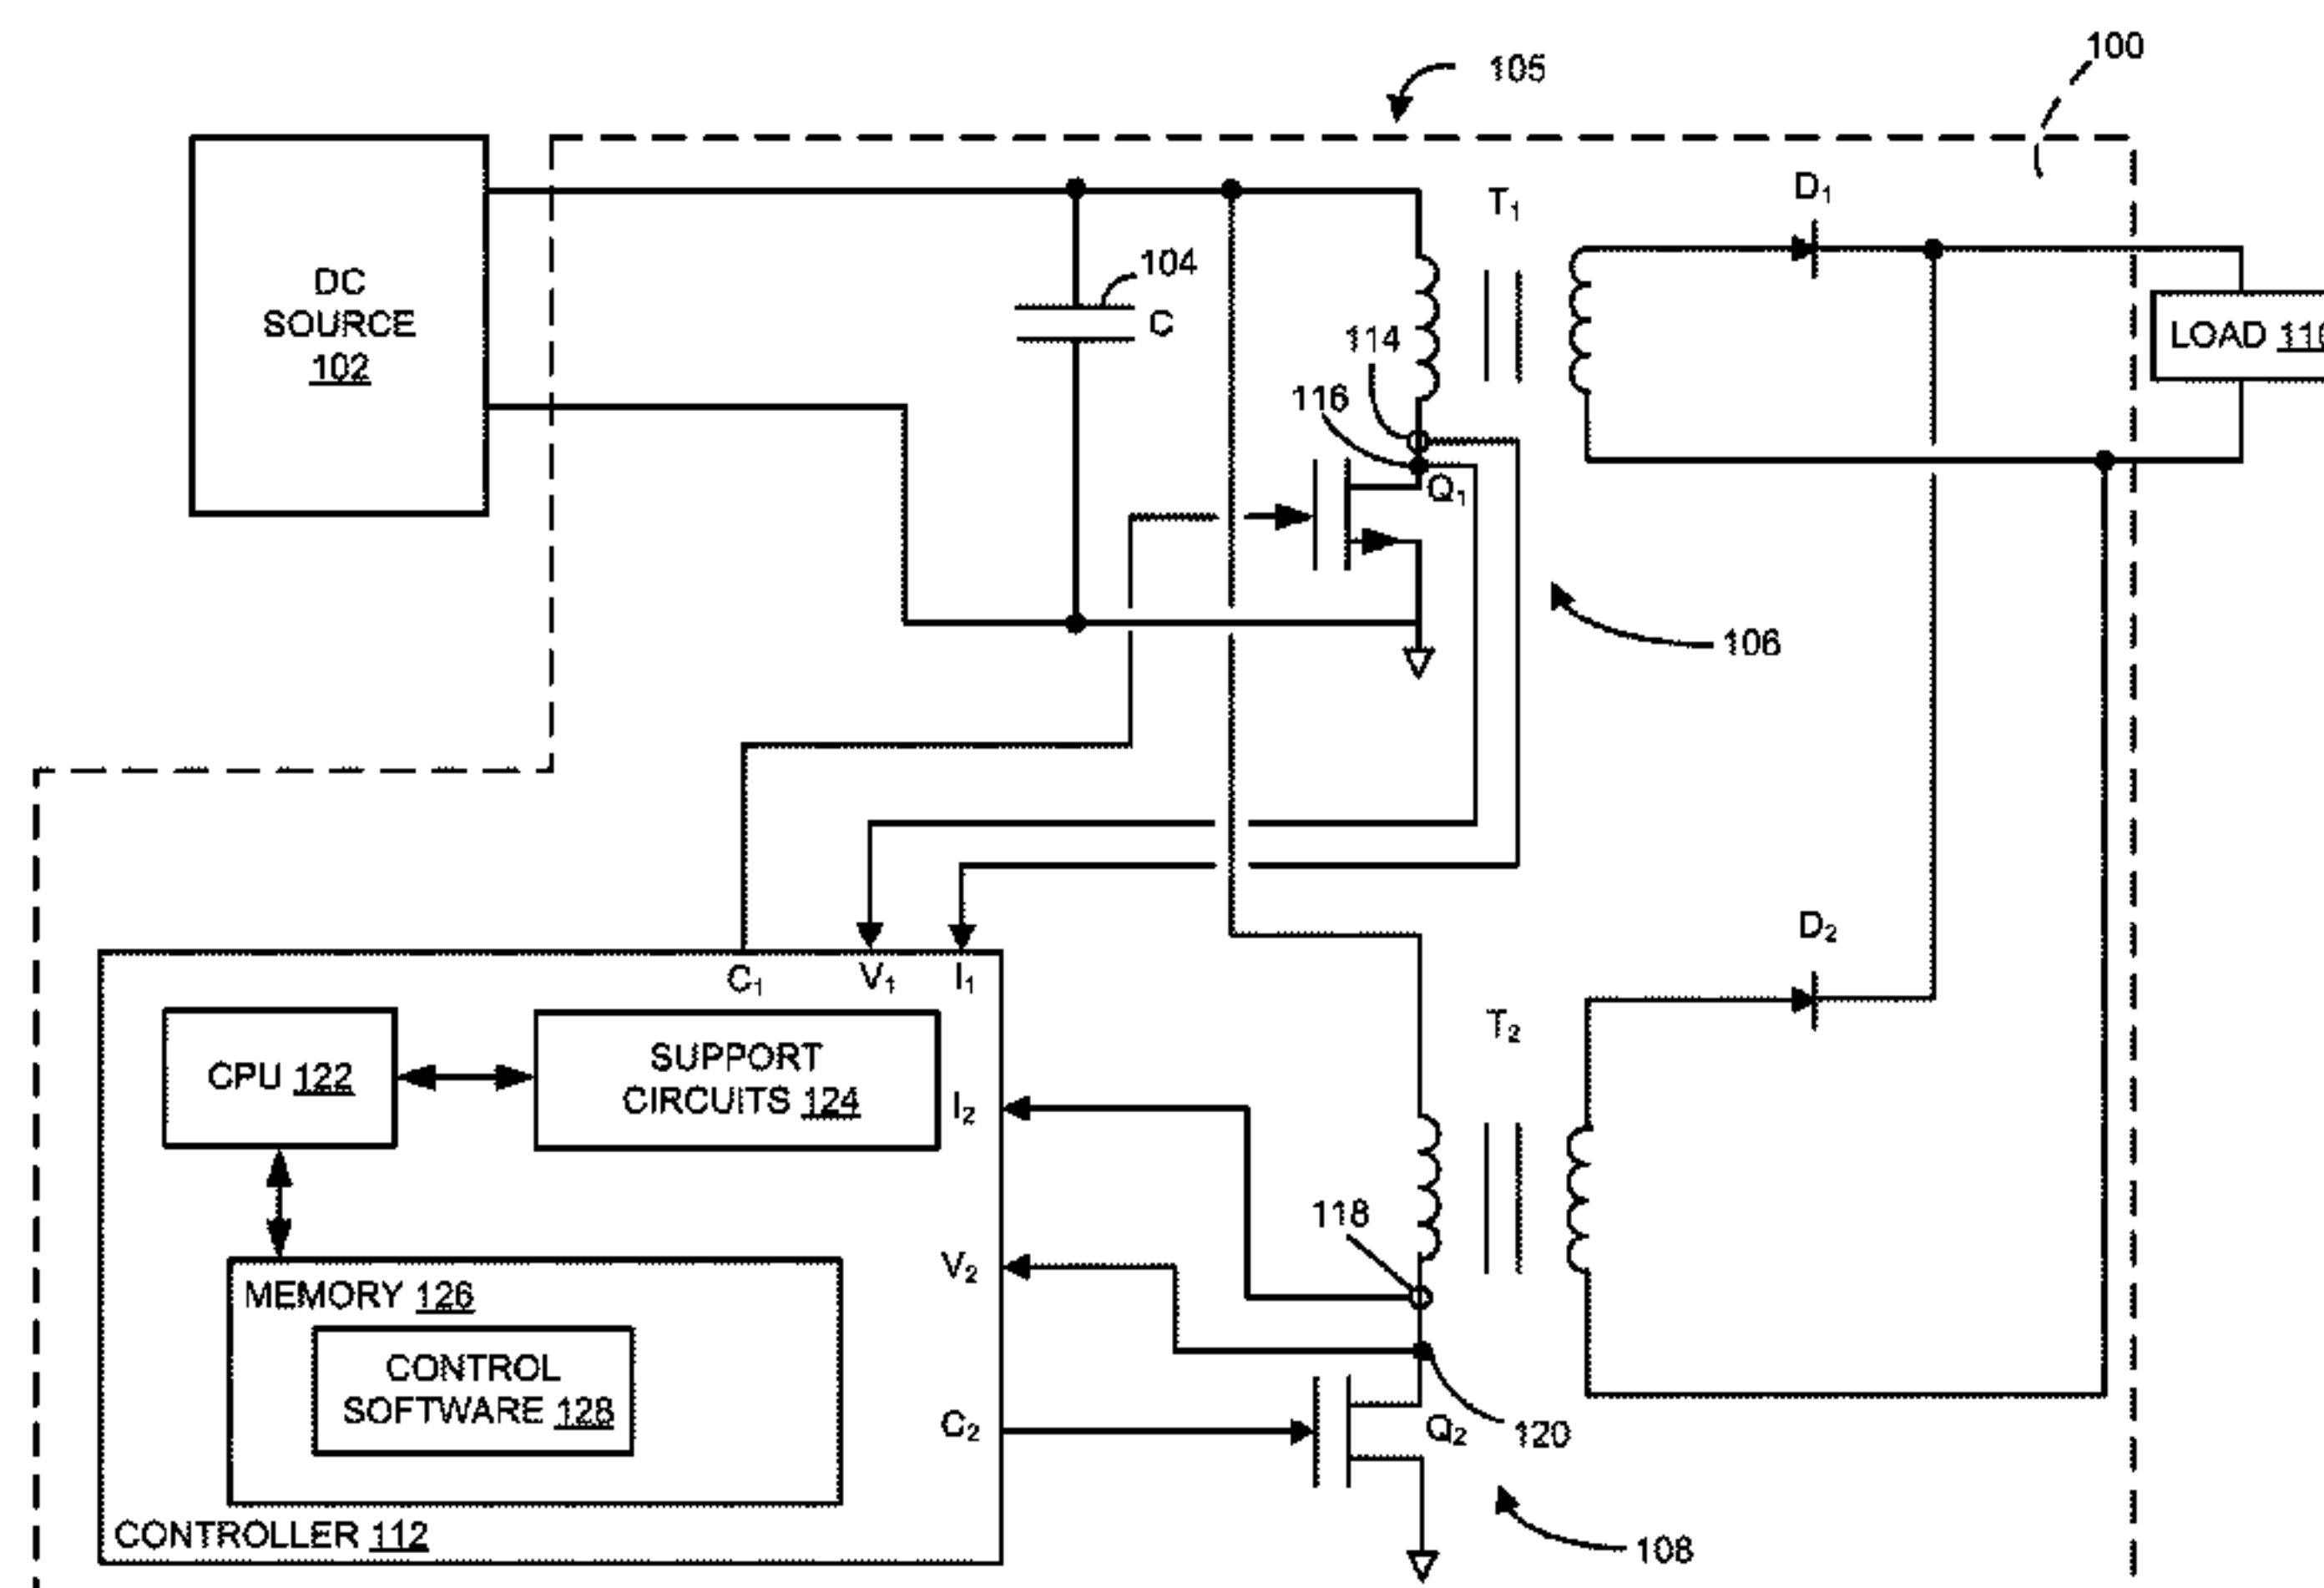 100
105
D₁
T₁
DC
SOURCE
102
104
C
114
LOAD
116
Q₁
106
D₂
C₁
V₁
I₁
T₂
CPU 122
SUPPORT
CIRCUITS 124
I₂
118
V₂
MEMORY 126
CONTROL
SOFTWARE 128
C₂
Q₂
120
CONTROLLER 112
108